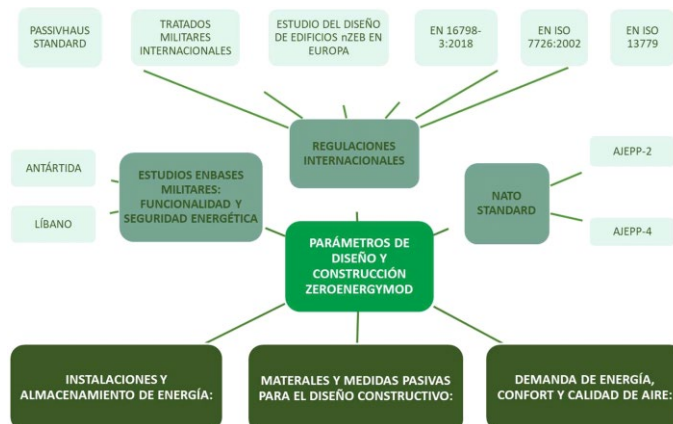 PASSIVHAUS
STANDARD
TRATADOS
MILITARES
INTERNACIONALES
ESTUDIO DEL DISEÑO
DE EDIFICIOS nZEB EN
EUROPA
EN 16798-
3:2018
EN ISO
7726:2002
EN ISO
13779
REGULACIONES
INTERNACIONALES
ANTÁRTIDA
LÍBANO
ESTUDIOS ENBASES
MILITARES:
FUNCIONALIDAD Y
SEGURIDAD ENERGÉTICA
NATO
STANDARD
AJEPP-2
AJEPP-4
PARÁMETROS DE
DISEÑO Y
CONSTRUCCIÓN
ZEROENERGYMOD
INSTALACIONES Y
ALMACENAMIENTO DE ENERGÍA:
MATERIALES Y MEDIDAS PASIVAS
PARA EL DISEÑO CONSTRUCTIVO:
DEMANDA DE ENERGÍA,
CONFORT Y CALIDAD DE AIRE: